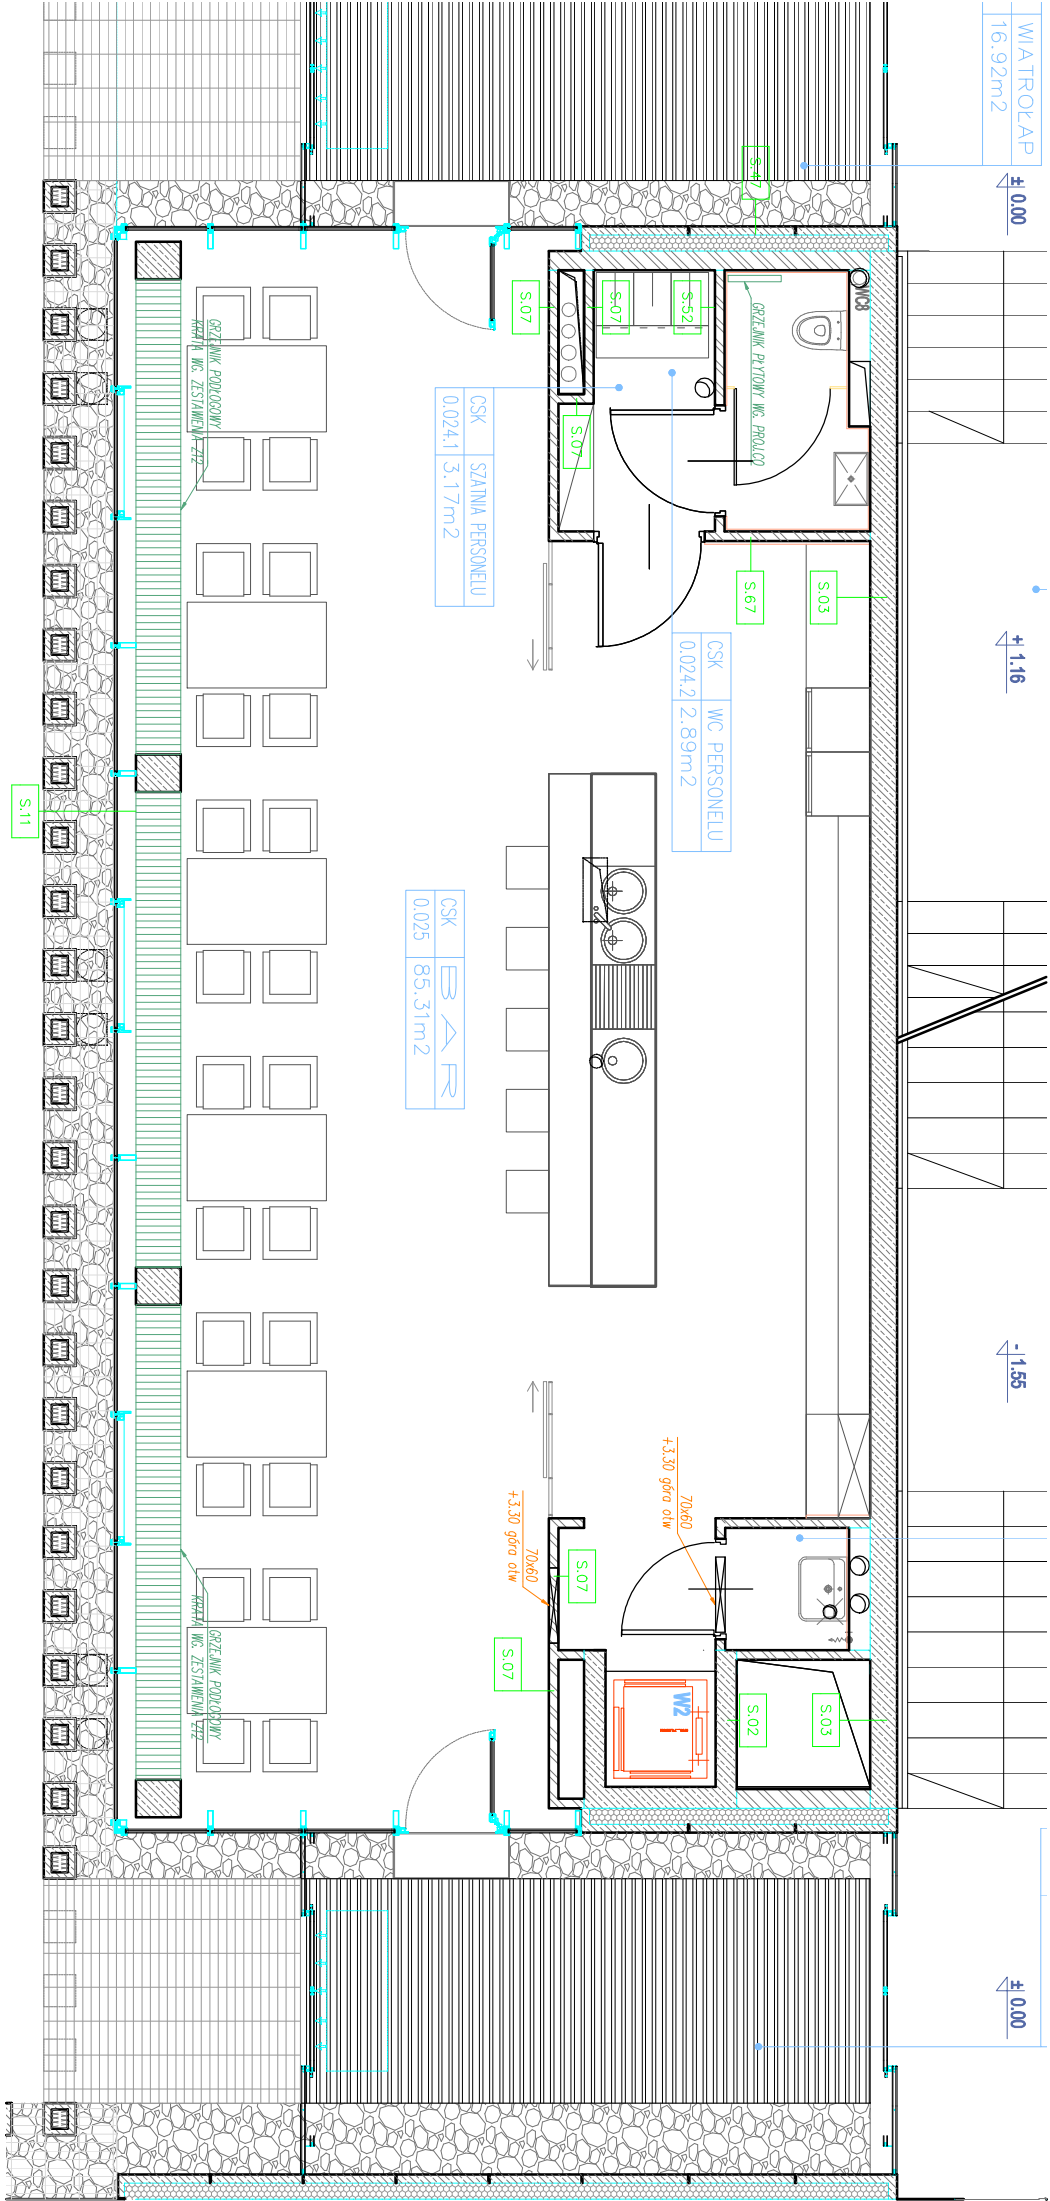 WIATROŁAP
16.92m2
± 0.00
S.47
WC8
GRZEJNIK PŁYTOWY WG. PROJ.CO
S.52
S.07
S.07
S.07
CSK SZATNIA PERSONELU
0.024.1 3.17m2
GRZEJNIK PODŁOGOWY
KRATA WG. ZESTAWIENIA Z12
S.67
S.03
+ 1.16
CSK WC PERSONELU
0.024.2 2.89m2
S.11
CSK BAR
0.025 85.31m2
- 1.55
70x60
+3.30 góra otw
70x60
+3.30 góra otw
S.07
S.07
W2
S.02
S.03
GRZEJNIK PODŁOGOWY
KRATA WG. ZESTAWIENIA Z12
± 0.00